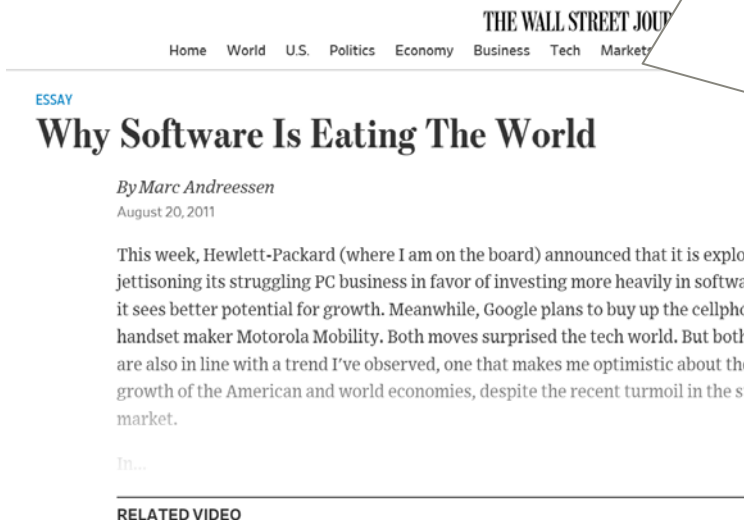 THE WALL STREET
Home World U.S. Politics Economy Business Tech Markets
ESSAY
Why Software Is Eating The World
By Marc Andreessen
August 20, 2011
This week, Hewlett-Packard (where I am on the board) announced that it is
jettisoning its struggling PC business in favor of investing more heavily in
it sees better potential for growth. Meanwhile, Google plans to buy up the
handset maker Motorola Mobility. Both moves surprised the tech world. But both
are also in line with a trend I've observed, one that makes me optimistic about the
growth of the American and world economies, despite the recent turmoil in the
market.
In...
RELATED VIDEO